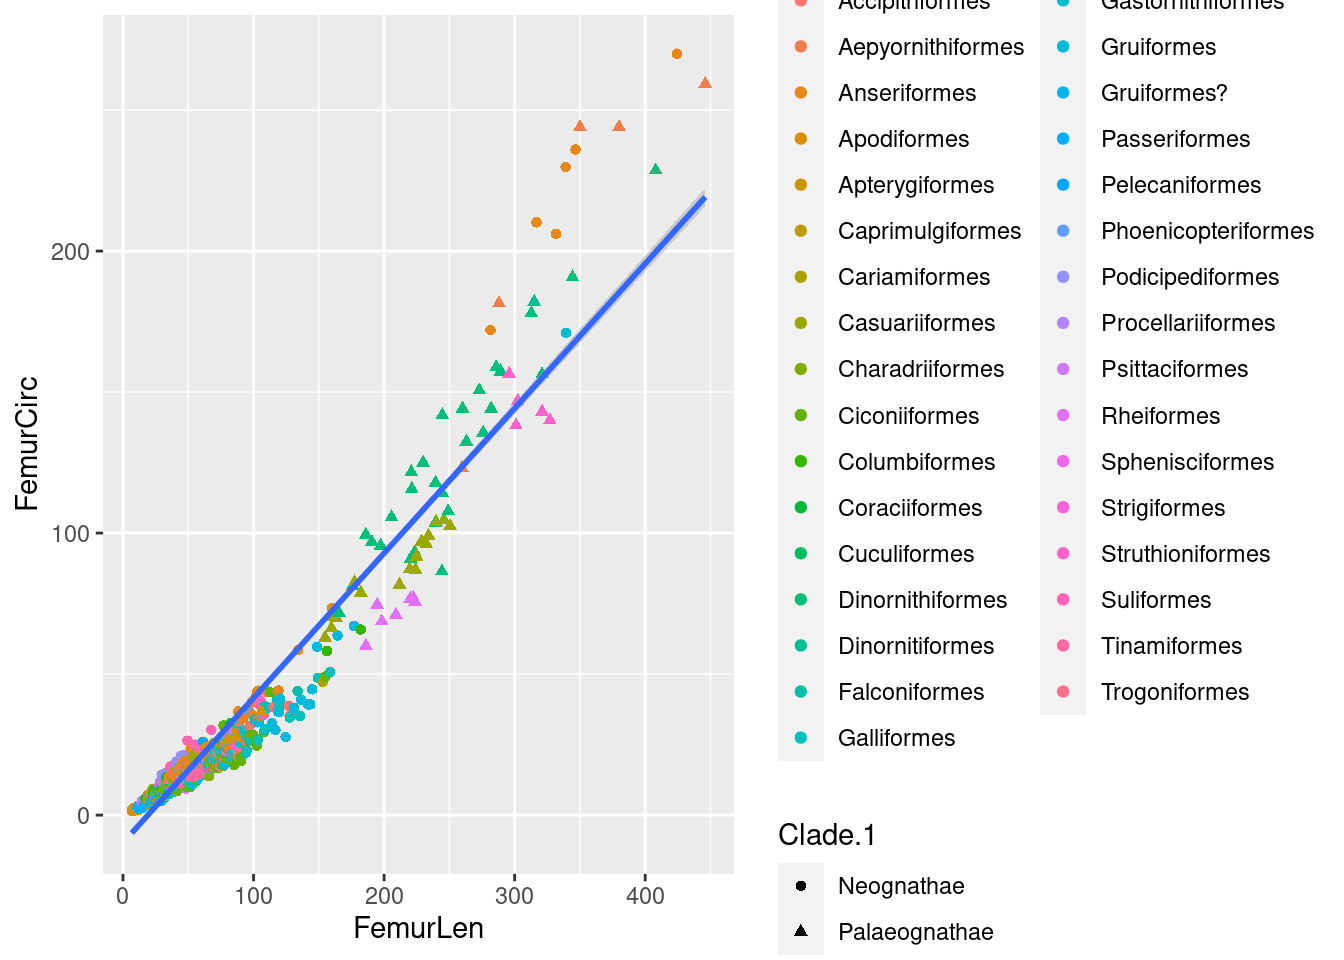 FemurCirc
200
100
0
0
100
200
300
400
FemurLen
Accipitriformes
Aepyornithiformes
Anseriformes
Apodiformes
Apterygiformes
Caprimulgiformes
Cariamiformes
Casuariiformes
Charadriiformes
Ciconiiformes
Columbiformes
Coraciiformes
Cuculiformes
Dinornithiformes
Dinornitiformes
Falconiformes
Galliformes
Gastornithiformes
Gruiformes
Gruiformes?
Passeriformes
Pelecaniformes
Phoenicopteriformes
Podicipediformes
Procellariiformes
Psittaciformes
Rheiformes
Sphenisciformes
Strigiformes
Struthioniformes
Suliformes
Tinamiformes
Trogoniformes
Clade.1
Neognathae
Palaeognathae